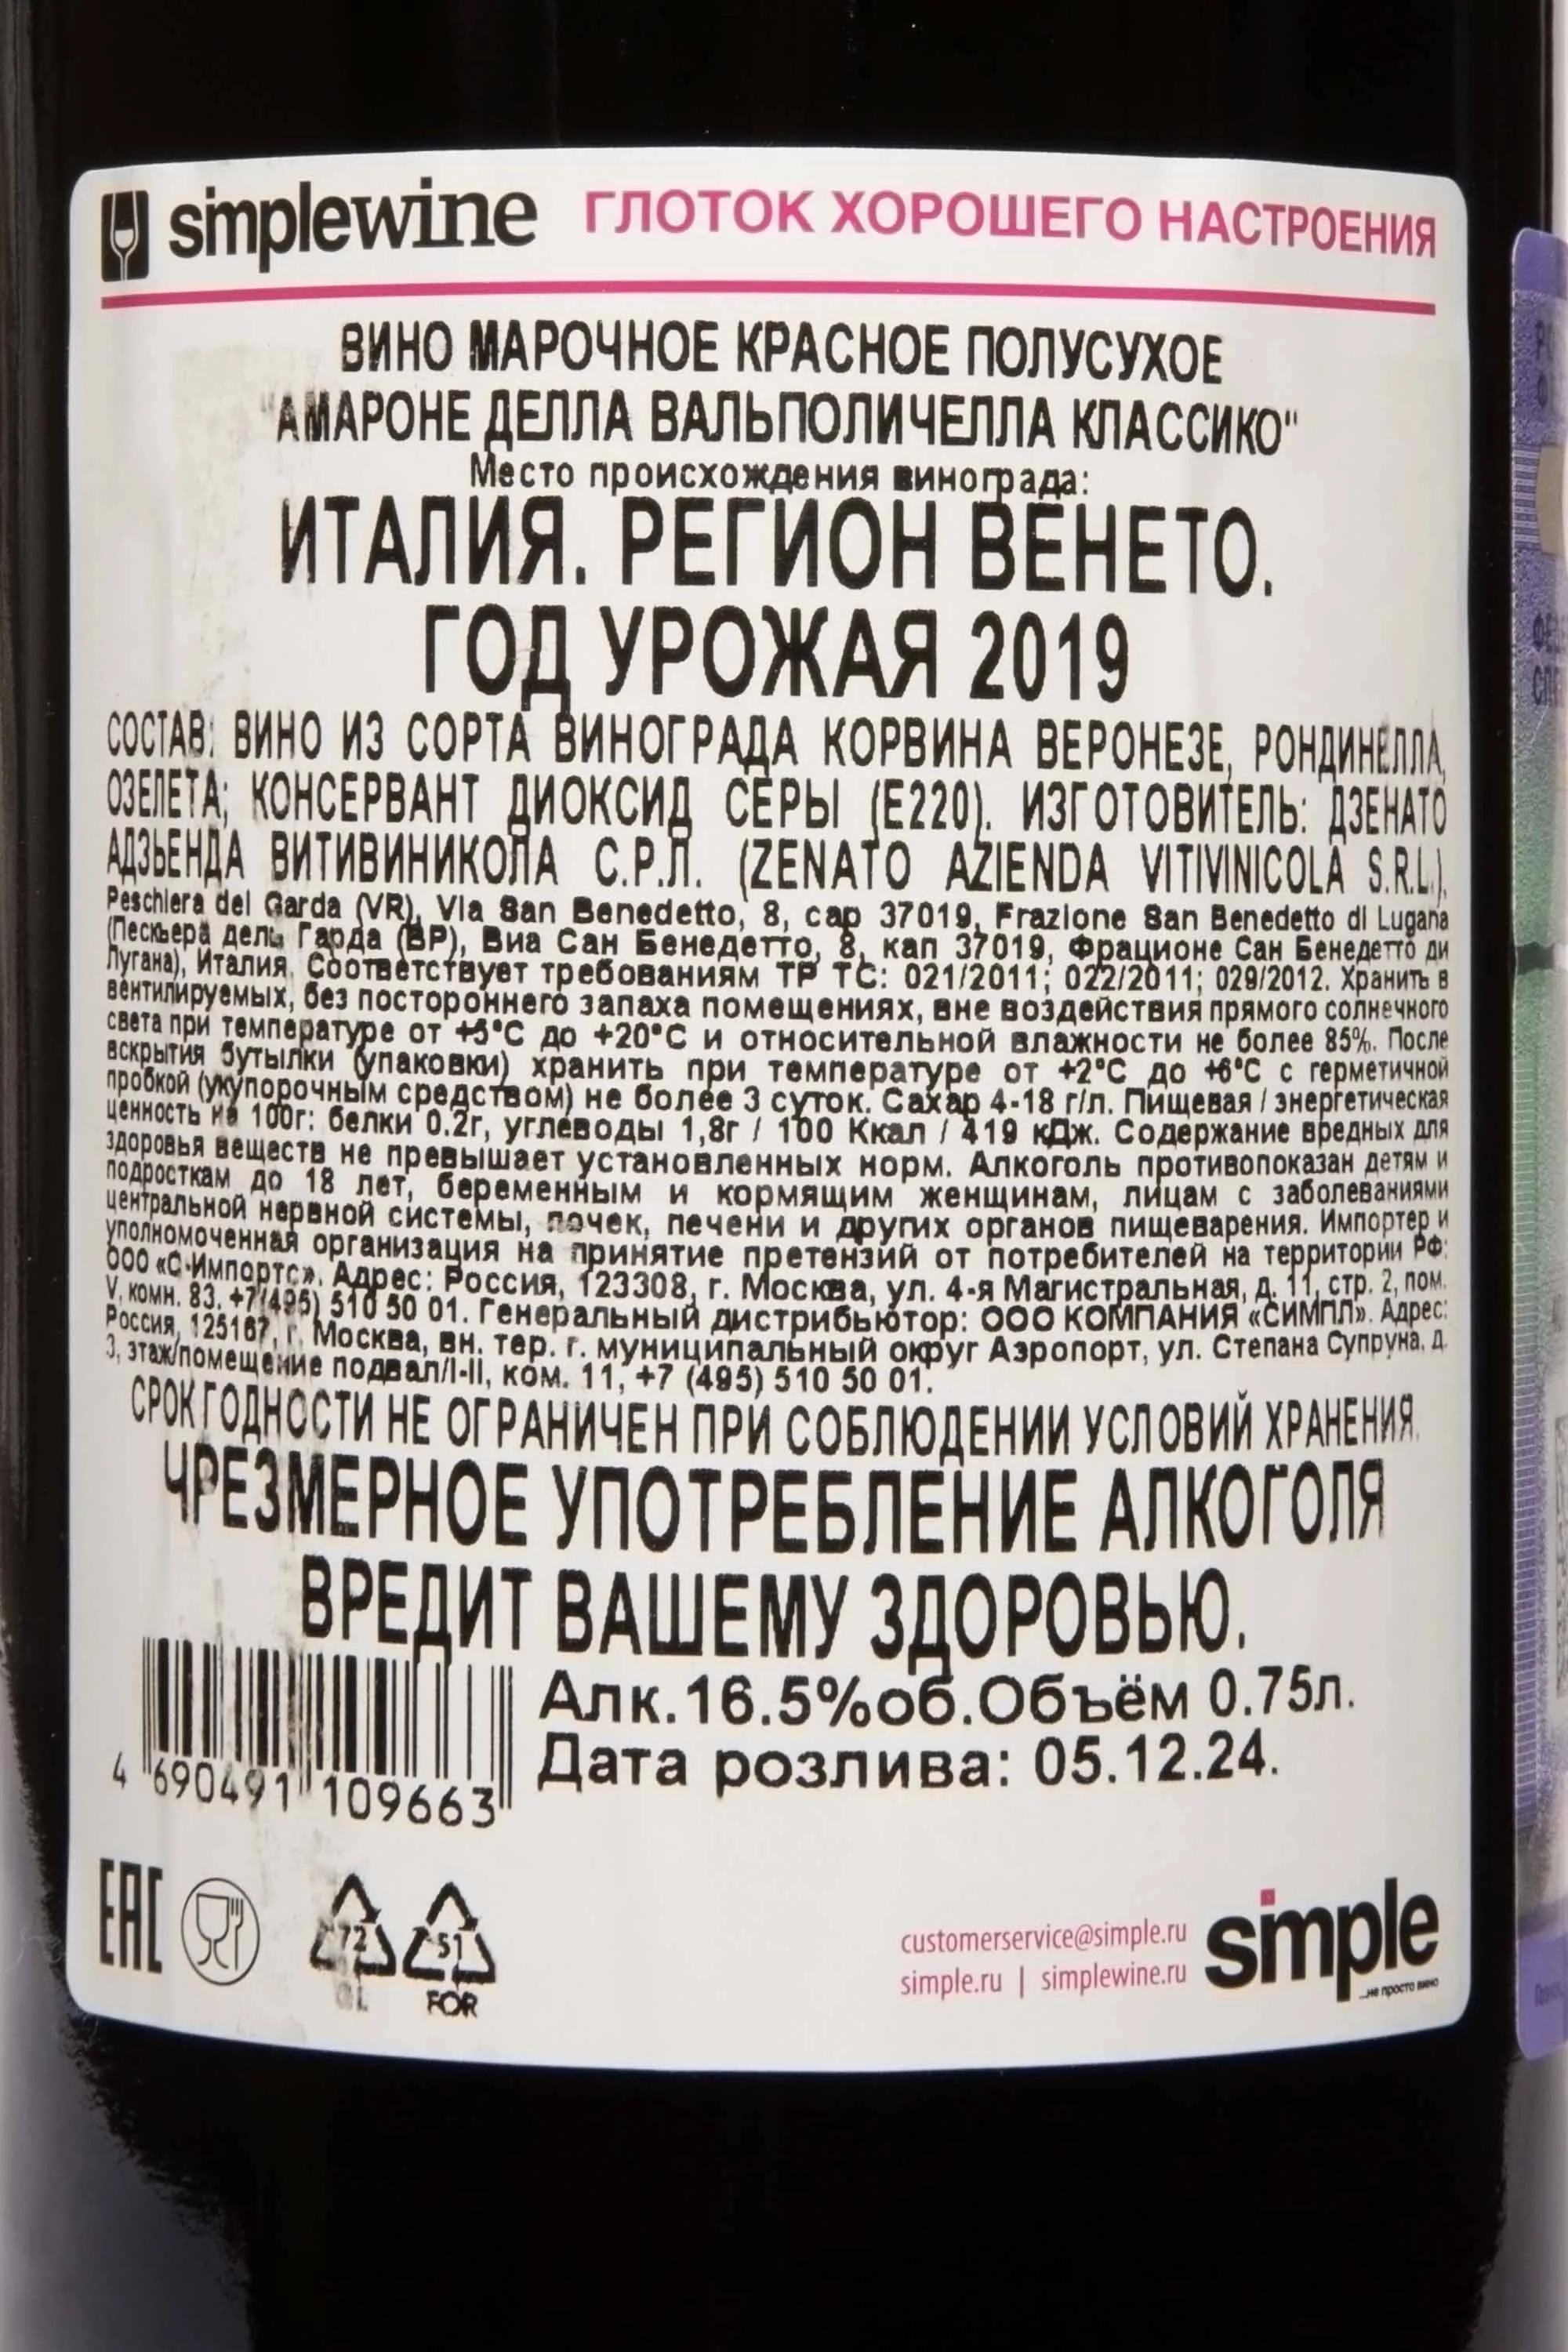 simplewine ГЛОТОК ХОРОШЕГО НАСТРОЕНИЯ
ВИНО МАРОЧНОЕ КРАСНОЕ ПОЛУСУХОЕ
"АМАРОНЕ ДЕЛЛА ВАЛЬПОЛИЧЕЛЛА КЛАССИКО"
Место происхождения винограда:
ИТАЛИЯ. РЕГИОН ВЕНЕТО.
ГОД УРОЖАЯ 2019
СОСТАВ: ВИНО ИЗ СОРТА ВИНОГРАДА КОРВИНА ВЕРОНЕЗЕ, РОНДИНЕЛЛА,
ОЗЕЛЕТА; КОНСЕРВАНТ ДИОКСИД СЕРЫ (Е220). ИЗГОТОВИТЕЛЬ: ДЗЕНАТО
АДЗЬЕНДА ВИТИВИНИКОЛА С.Р.Л. (ZENATO AZIENDA VITIVINICOLA S.R.L.),
Peschiera del Garda (VR), Via San Benedetto, 8, cap 37019, Frazione San Benedetto di Lugana
(Пескьера дель Гарда (ВР), Виа Сан Бенедетто, 8, кап 37019, Фрационе Сан Бенедетто ди
Лугана), Италия. Соответствует требованиям ТР ТС: 021/2011; 022/2011; 029/2012. Хранить в
вентилируемых, без постороннего запаха помещениях, вне воздействия прямого солнечного
света при температуре от +5°C до +20°C и относительной влажности не более 85%. После
вскрытия бутылки (упаковки) хранить при температуре от +2°C до +6°C с герметичной
пробкой (укупорочным средством) не более 3 суток. Сахар 4-18 г/л. Пищевая / энергетическая
ценность на 100г: белки 0.2г, углеводы 1,8г / 100 Ккал / 419 кДж. Содержание вредных для
здоровья веществ не превышает установленных норм. Алкоголь противопоказан детям и
подросткам до 18 лет, беременным и кормящим женщинам, лицам с заболеваниями
центральной нервной системы, почек, печени и других органов пищеварения. Импортер и
уполномоченная организация на принятие претензий от потребителей на территории РФ:
ООО «С-Импортс». Адрес: Россия, 123308, г. Москва, ул. 4-я Магистральная, д. 11, стр. 2, пом.
V, комн. 83, +7(495) 510 50 01. Генеральный дистрибьютор: ООО КОМПАНИЯ «СИМПЛ». Адрес:
Россия, 125167, г. Москва, вн. тер. г. муниципальный округ Аэропорт, ул. Степана Супруна, д.
3, этаж/помещение подвал/I-II, ком. 11, +7 (495) 510 50 01.
СРОК ГОДНОСТИ НЕ ОГРАНИЧЕН ПРИ СОБЛЮДЕНИИ УСЛОВИЙ ХРАНЕНИЯ.
ЧРЕЗМЕРНОЕ УПОТРЕБЛЕНИЕ АЛКОГОЛЯ
ВРЕДИТ ВАШЕМУ ЗДОРОВЬЮ.
Алк.16.5%об.Объём 0.75л.
Дата розлива: 05.12.24.
4 690491 109663
EAC
72 51
GL FOR
customerservice@simple.ru
simple.ru | simplewine.ru
simple
...не просто вино